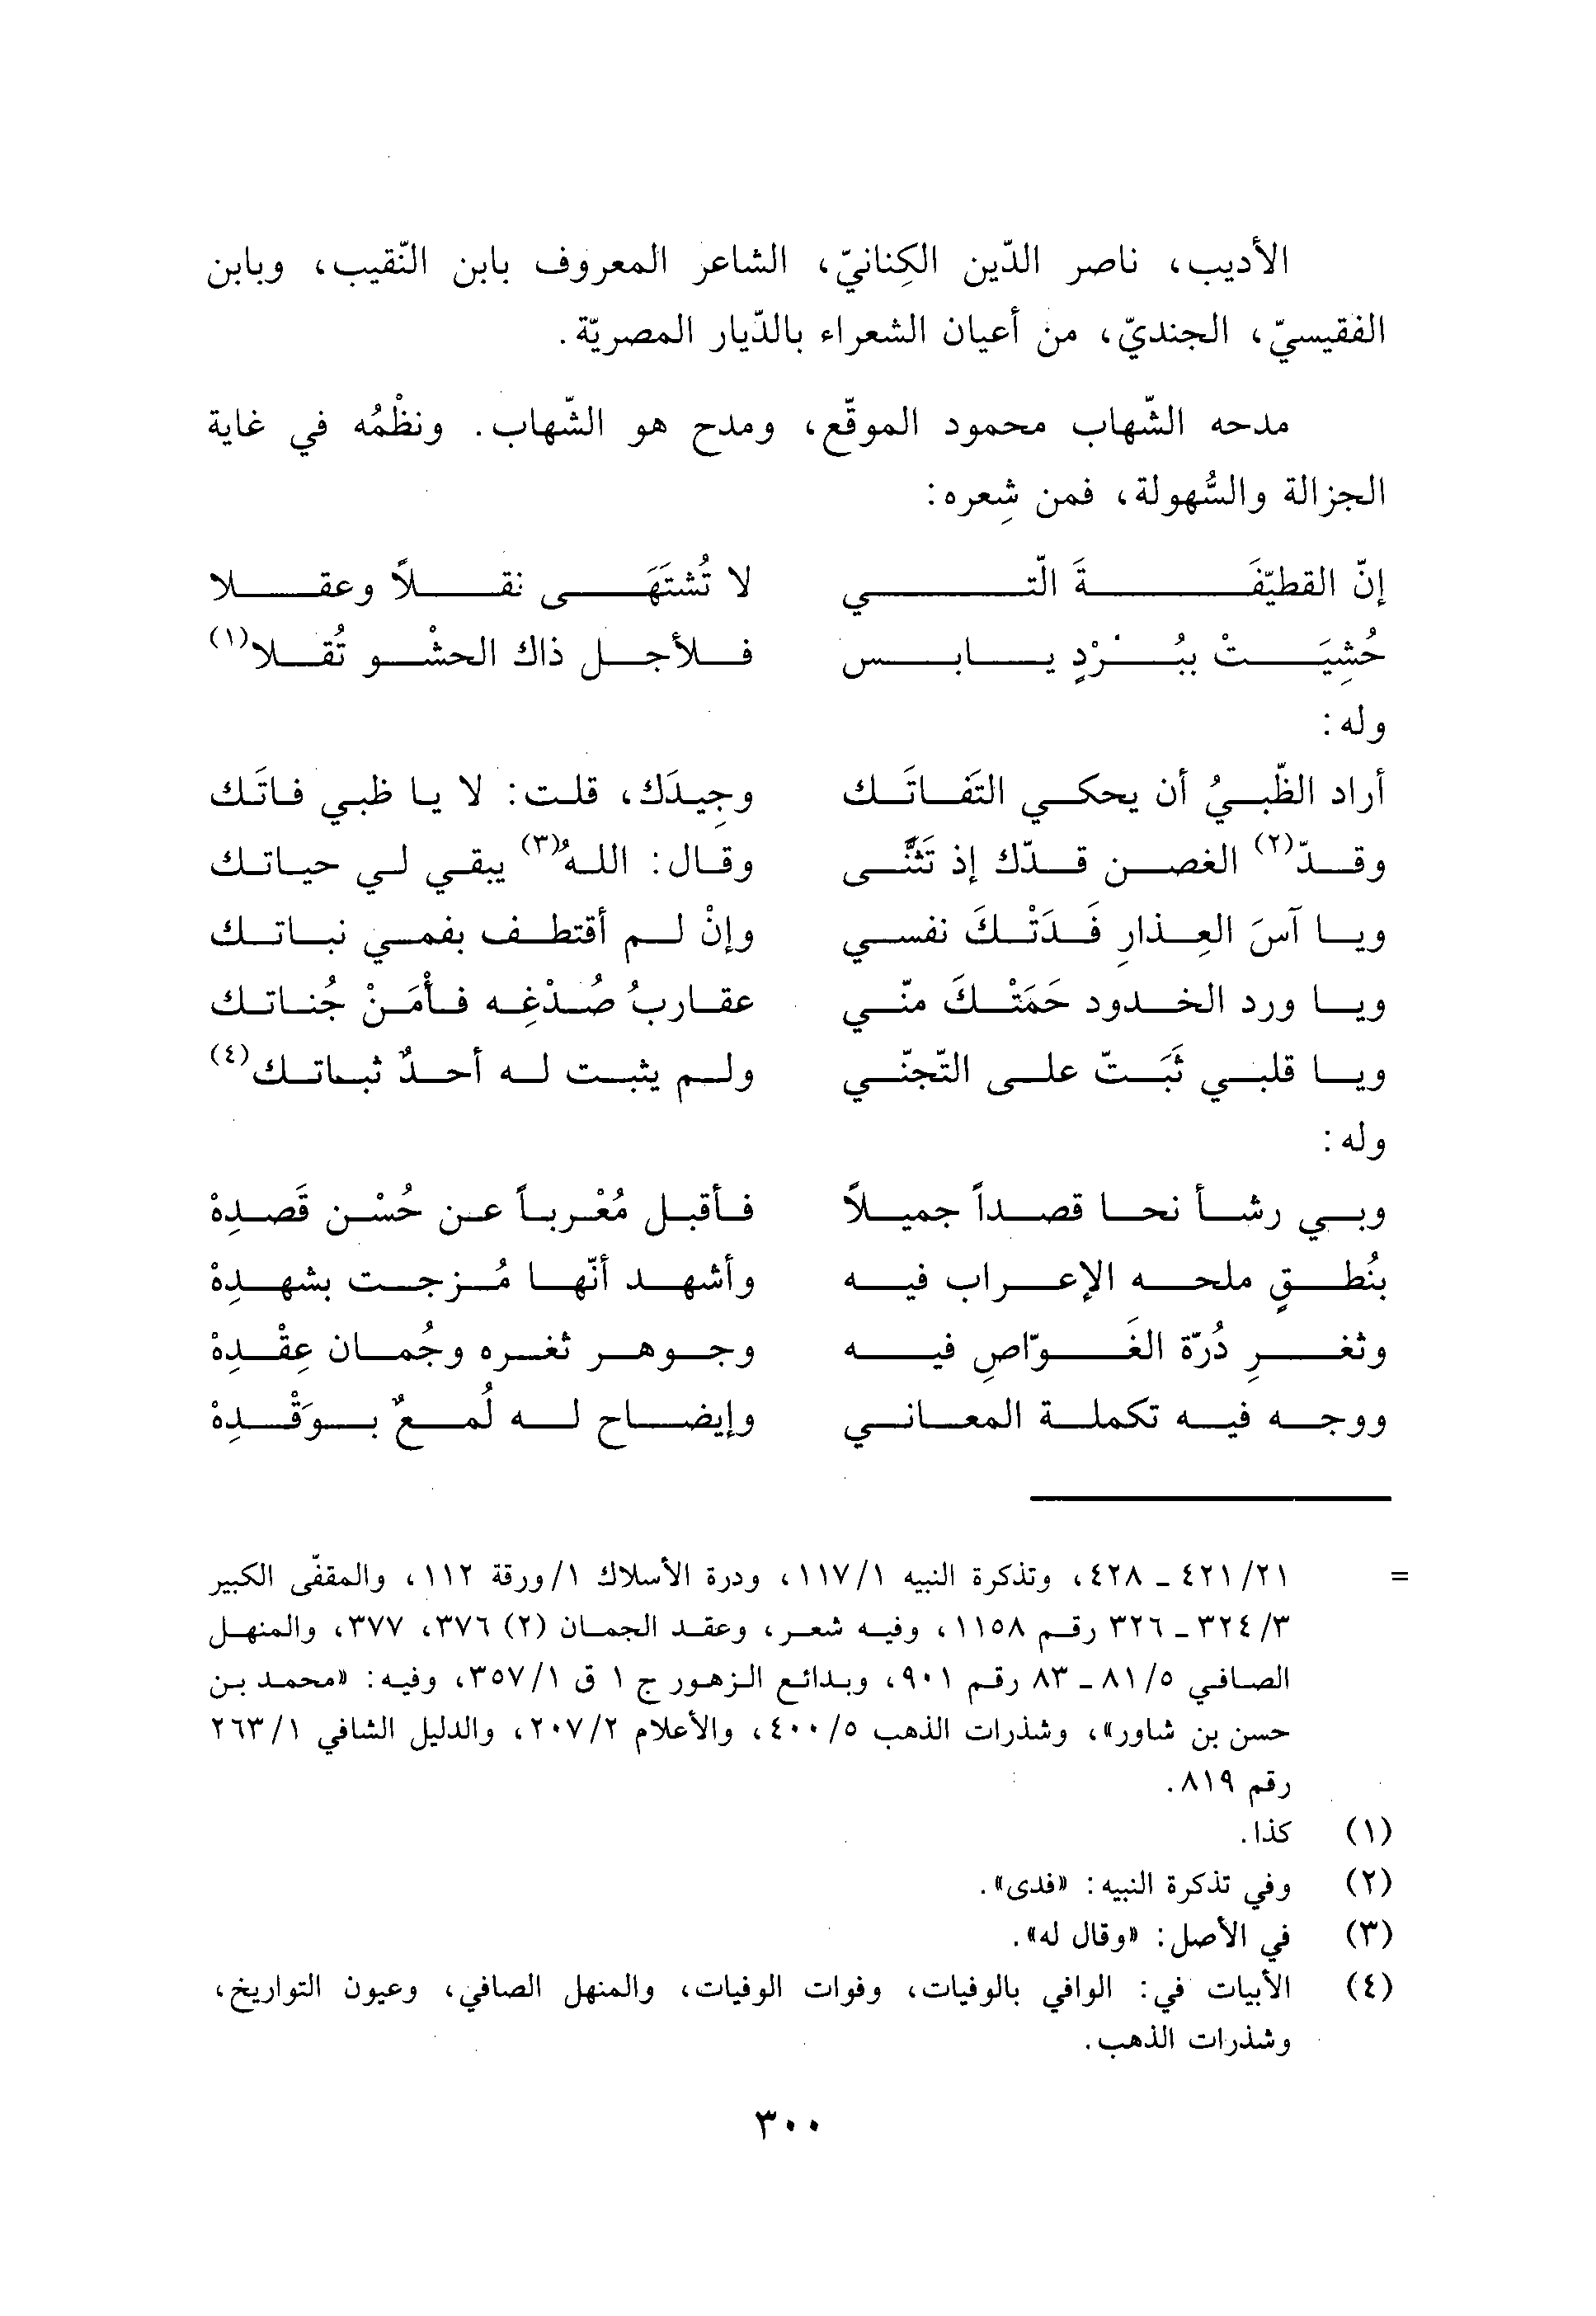 الأديب، ناصر الدّين الكِنانيّ، الشاعر المعروف بابن النّقيب، وبابن
الفقيسيّ، الجنديّ، من أعيان الشعراء بالدّيار المصريّة.
مدحه الشّهاب محمود الموقّع، ومدح هو الشّهاب. ونظْمُه في غاية
الجزالة والسُّهولة، فمن شِعره:
إنّ القطيّفَةَ الّتي لا تُشتَهَى نقلاً وعقلا
حُشِيَتْ ببُرْدٍ يابس فلأجل ذاك الحشْو تُقلا(١)
وله:
أراد الظّبيُ أن يحكي التَفاتَك وجِيدَك، قلت: لا يا ظبي فاتَك
وقدّ(٢) الغصن قدّك إذ تَثنَّى وقال: اللهُ(٣) يبقي لي حياتك
ويا آسَ العِذارِ فَدَتْكَ نفسي وإنْ لم أقتطف بفمي نباتك
ويا ورد الخدود حَمَتْكَ منّي عقاربُ صُدْغِه فأْمَنْ جُناتك
ويا قلبي ثَبَتّ على التّجنّي ولم يثبت له أحدٌ ثباتك(٤)
وله:
وبي رشأ نحا قصداً جميلاً فأقبل مُعْرباً عن حُسْن قَصدِهْ
بنُطقٍ ملحه الإعراب فيه وأشهد أنّها مُزجت بشهدِهْ
وثغرِ دُرّة الغَوّاصِ فيه وجوهر ثغره وجُمان عِقْدِهْ
ووجه فيه تكملة المعاني وإيضاح له لُمعٌ بوَقْدِهْ
= ٢١/ ٤٢١ ـ ٤٢٨، وتذكرة النبيه ١/ ١١٧، ودرة الأسلاك ١/ ورقة ١١٢، والمقفّى الكبير
٣/ ٣٢٤ ـ ٣٢٦ رقم ١١٥٨، وفيه شعر، وعقد الجمان (٢) ٣٧٦، ٣٧٧، والمنهل
الصافي ٥/ ٨١ ـ ٨٣ رقم ٩٠١، وبدائع الزهور ج ١ ق ١/ ٣٥٧، وفيه: «محمد بن
حسن بن شاور»، وشذرات الذهب ٥/ ٤٠٠، والأعلام ٢/ ٢٠٧، والدليل الشافي ١/ ٢٦٣
رقم ٨١٩.
(١) كذا.
(٢) وفي تذكرة النبيه: «فدى».
(٣) في الأصل: «وقال له».
(٤) الأبيات في: الوافي بالوفيات، وفوات الوفيات، والمنهل الصافي، وعيون التواريخ،
وشذرات الذهب.
٣٠٠